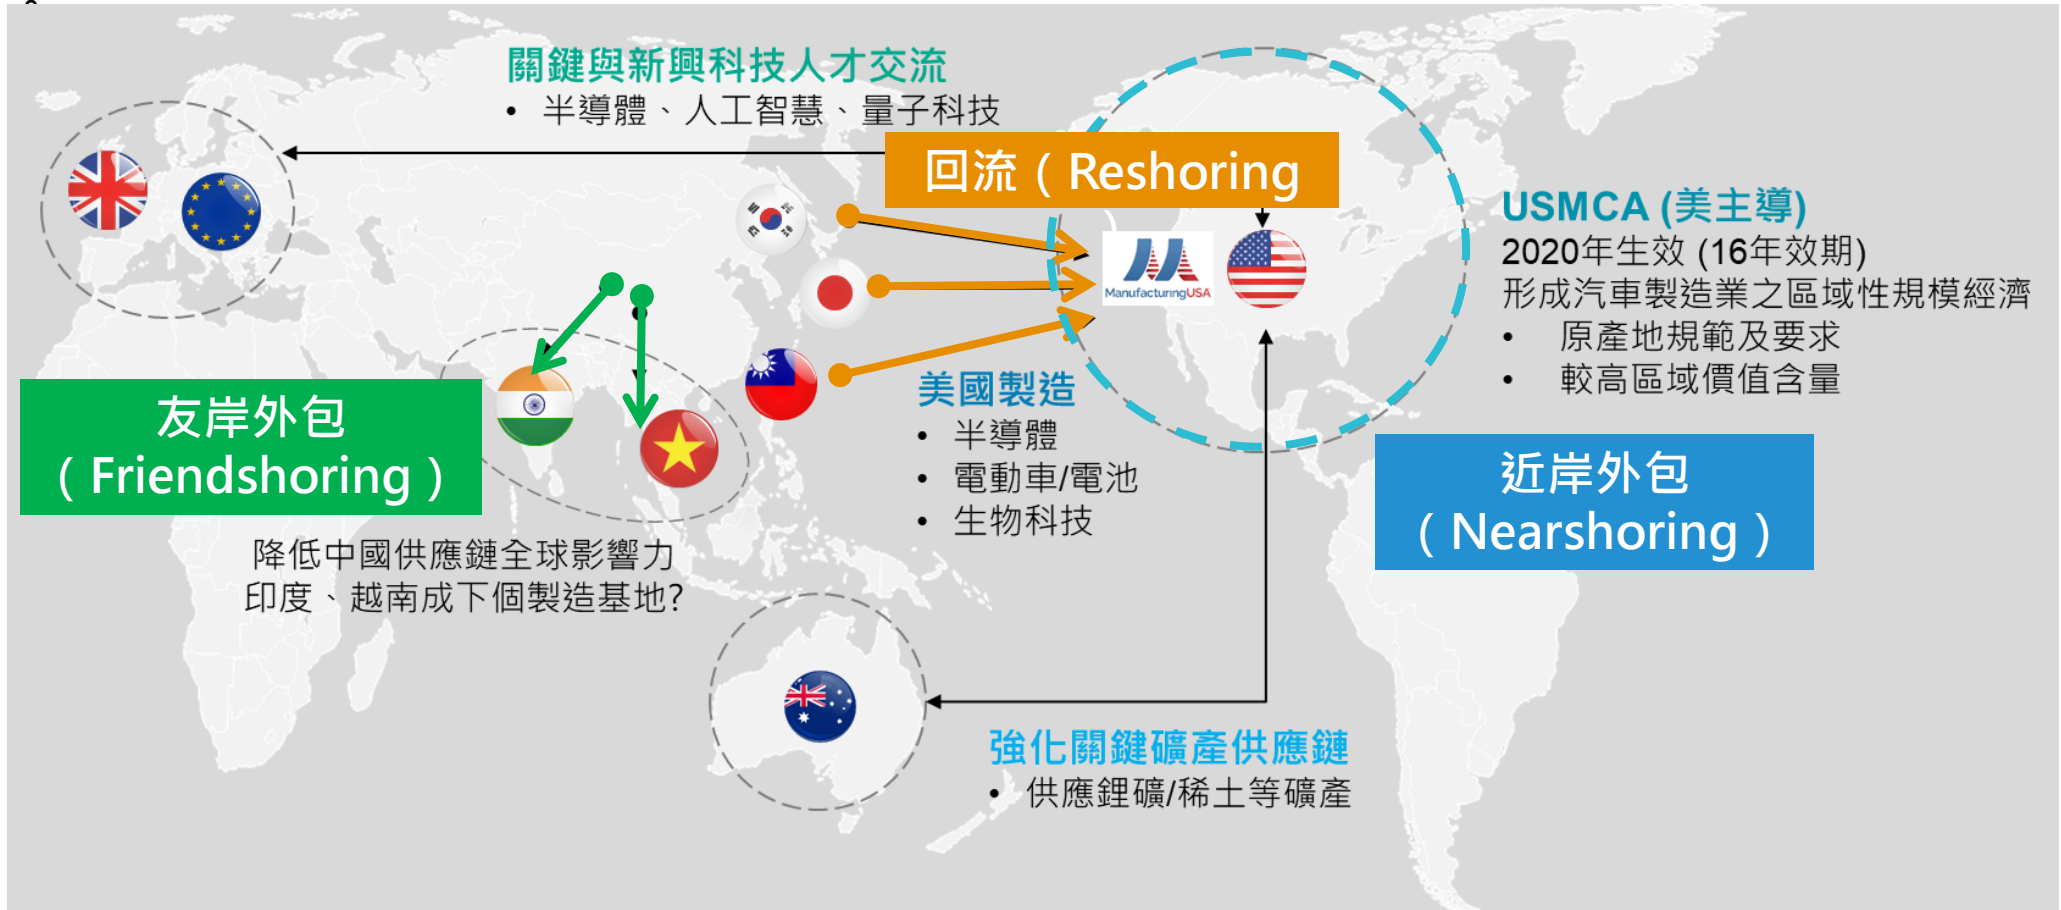 關鍵與新興科技人才交流
• 半導體、人工智慧、量子科技
回流（Reshoring
ManufacturingUSA
USMCA (美主導)
2020年生效 (16年效期)
形成汽車製造業之區域性規模經濟
• 原產地規範及要求
• 較高區域價值含量
美國製造
• 半導體
• 電動車/電池
• 生物科技
友岸外包
（Friendshoring）
近岸外包
（Nearshoring）
降低中國供應鏈全球影響力
印度、越南成下個製造基地?
強化關鍵礦產供應鏈
• 供應鋰礦/稀土等礦產